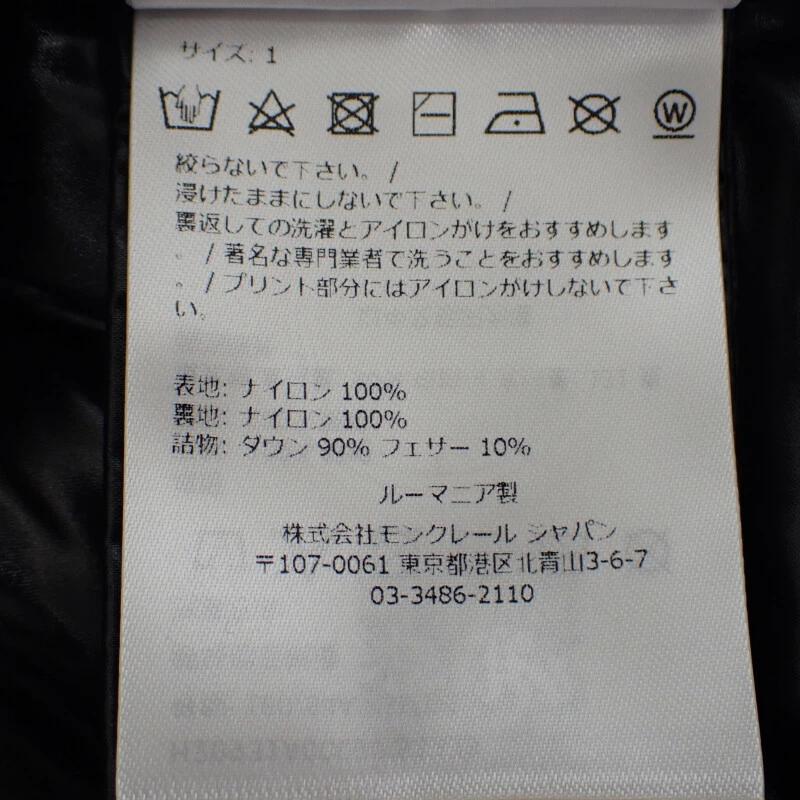 サイズ: 1
W
絞らないで下さい。 /
浸けたままにしないで下さい。 /
裏返しての洗濯とアイロンがけをおすすめします
。 / 著名な専門業者で洗うことをおすすめします
。 / プリント部分にはアイロンがけしないで下さ
い。
表地: ナイロン 100%
裏地: ナイロン 100%
詰物: ダウン 90% フェザー 10%
ルーマニア製
株式会社モンクレール ジャパン
〒107-0061 東京都港区北青山3-6-7
03-3486-2110